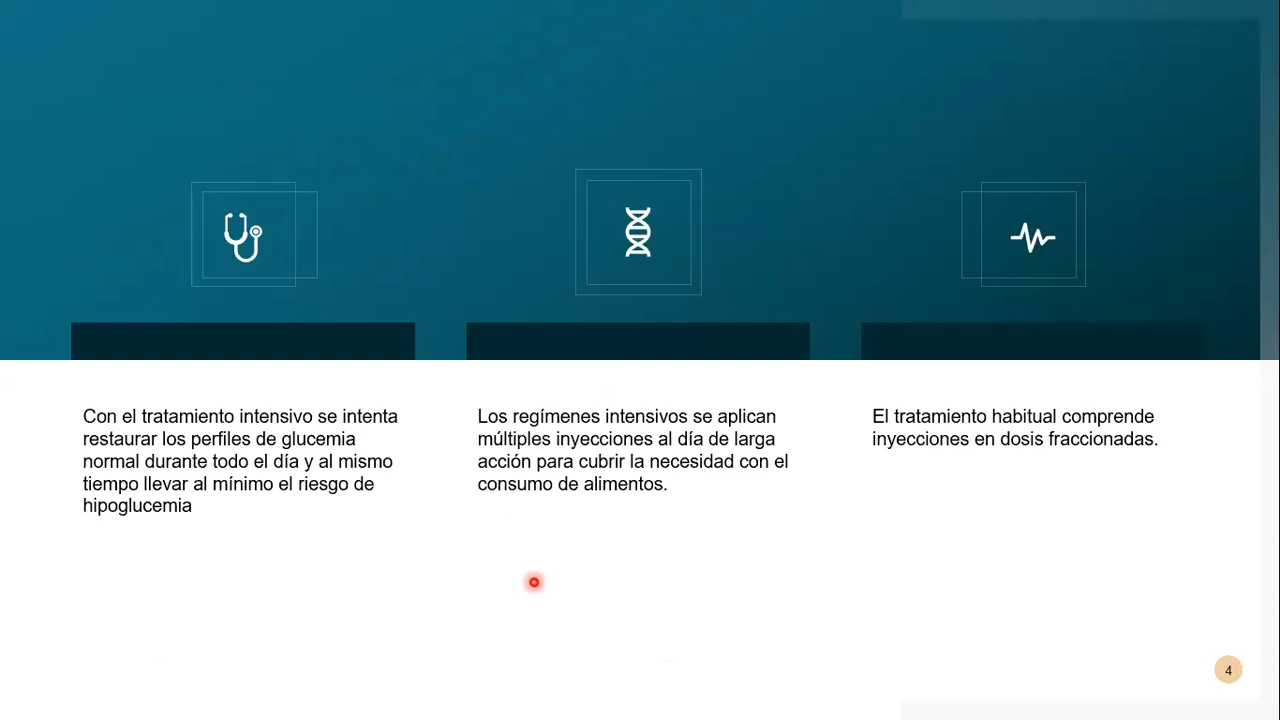 Con el tratamiento intensivo se intenta
restaurar los perfiles de glucemia
normal durante todo el día y al mismo
tiempo llevar al mínimo el riesgo de
hipoglucemia
Los regímenes intensivos se aplican
múltiples inyecciones al día de larga
acción para cubrir la necesidad con el
consumo de alimentos.
El tratamiento habitual comprende
inyecciones en dosis fraccionadas.
4